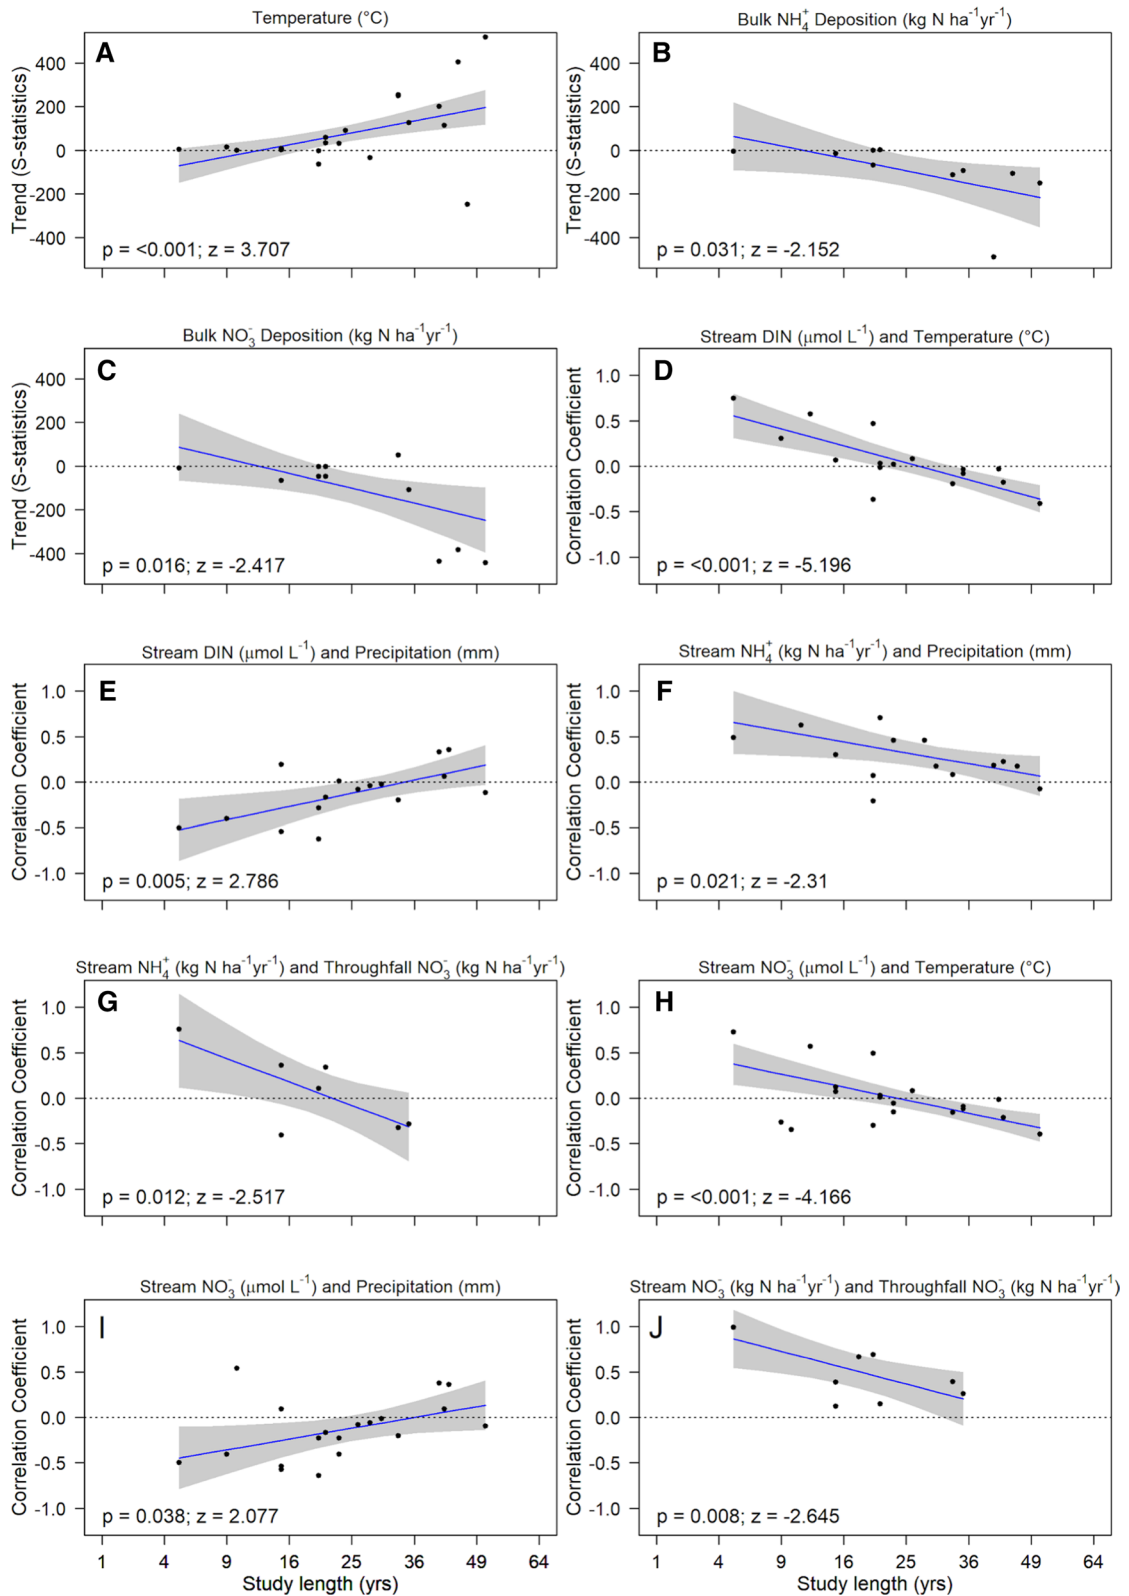 Temperature (°C)
A
Trend (S-statistics)
400
200
0
-200
-400
p = <0.001; z = 3.707
Bulk NH₄⁺ Deposition (kg N ha⁻¹yr⁻¹)
B
Trend (S-statistics)
400
200
0
-200
-400
p = 0.031; z = -2.152
Bulk NO₃⁻ Deposition (kg N ha⁻¹yr⁻¹)
C
Trend (S-statistics)
400
200
0
-200
-400
p = 0.016; z = -2.417
Stream DIN (μmol L⁻¹) and Temperature (°C)
D
Correlation Coefficient
1.0
0.5
0.0
-0.5
-1.0
p = <0.001; z = -5.196
Stream DIN (μmol L⁻¹) and Precipitation (mm)
E
Correlation Coefficient
1.0
0.5
0.0
-0.5
-1.0
p = 0.005; z = 2.786
Stream NH₄⁺ (kg N ha⁻¹yr⁻¹) and Precipitation (mm)
F
Correlation Coefficient
1.0
0.5
0.0
-0.5
-1.0
p = 0.021; z = -2.31
Stream NH₄⁺ (kg N ha⁻¹yr⁻¹) and Throughfall NO₃⁻ (kg N ha⁻¹yr⁻¹)
G
Correlation Coefficient
1.0
0.5
0.0
-0.5
-1.0
p = 0.012; z = -2.517
Stream NO₃⁻ (μmol L⁻¹) and Temperature (°C)
H
Correlation Coefficient
1.0
0.5
0.0
-0.5
-1.0
p = <0.001; z = -4.166
Stream NO₃⁻ (μmol L⁻¹) and Precipitation (mm)
I
Correlation Coefficient
1.0
0.5
0.0
-0.5
-1.0
p = 0.038; z = 2.077
1 4 9 16 25 36 49 64
Study length (yrs)
Stream NO₃⁻ (kg N ha⁻¹yr⁻¹) and Throughfall NO₃⁻ (kg N ha⁻¹yr⁻¹)
J
Correlation Coefficient
1.0
0.5
0.0
-0.5
-1.0
p = 0.008; z = -2.645
1 4 9 16 25 36 49 64
Study length (yrs)